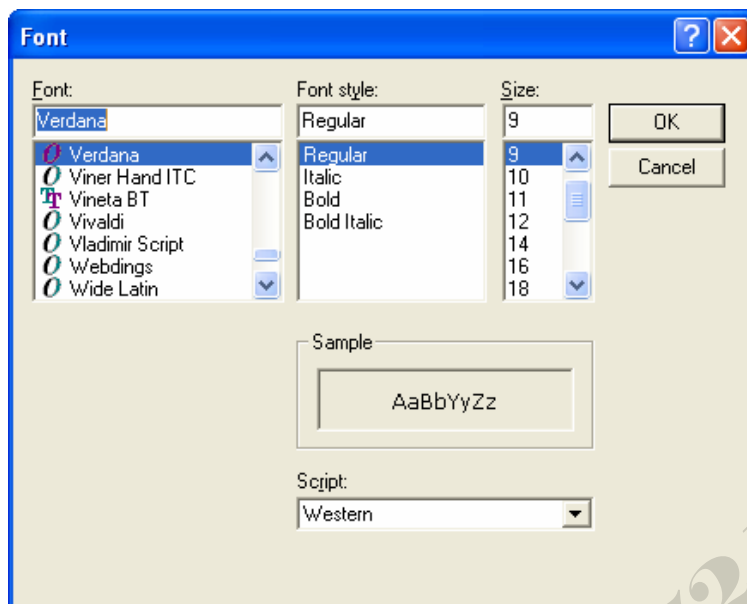 Font
Font: Font style: Size:
Verdana Regular 9 OK
Verdana
Viner Hand ITC
Vineta BT
Vivaldi
Vladimir Script
Webdings
Wide Latin
Regular
Italic
Bold
Bold Italic
9
10
11
12
14
16
18
Cancel
Sample
AaBbYyZz
Script:
Western